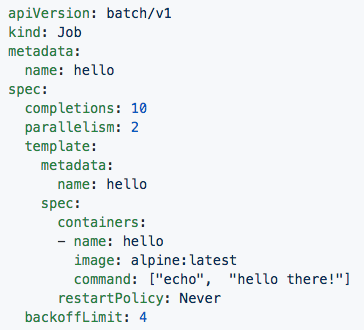 apiVersion: batch/v1
kind: Job
metadata:
  name: hello
spec:
  completions: 10
  parallelism: 2
  template:
    metadata:
      name: hello
    spec:
      containers:
      - name: hello
        image: alpine:latest
        command: ["echo",  "hello there!"]
      restartPolicy: Never
  backoffLimit: 4